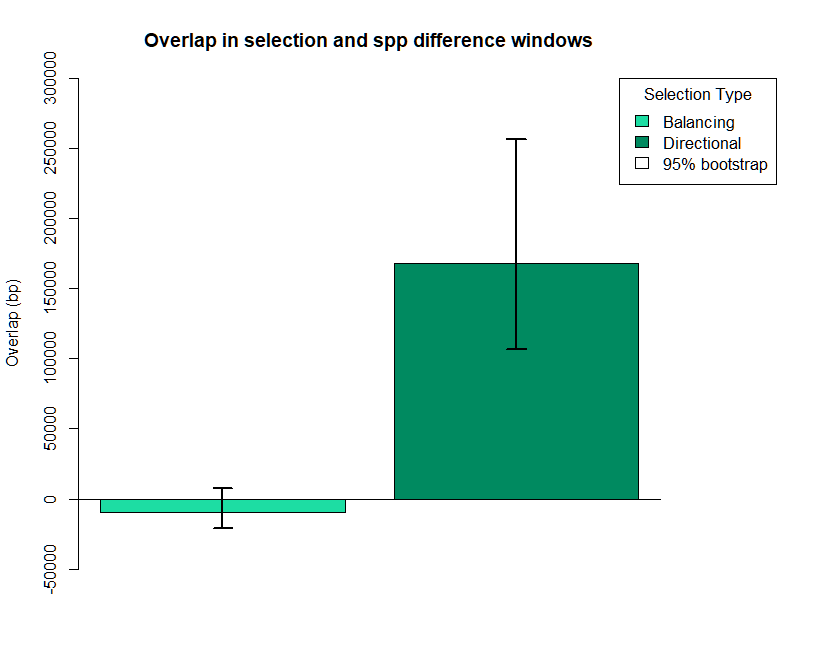 Overlap in selection and spp difference windows
Selection Type
Balancing
Directional
95% bootstrap
Overlap (bp)
300000
250000
200000
150000
100000
50000
0
-50000